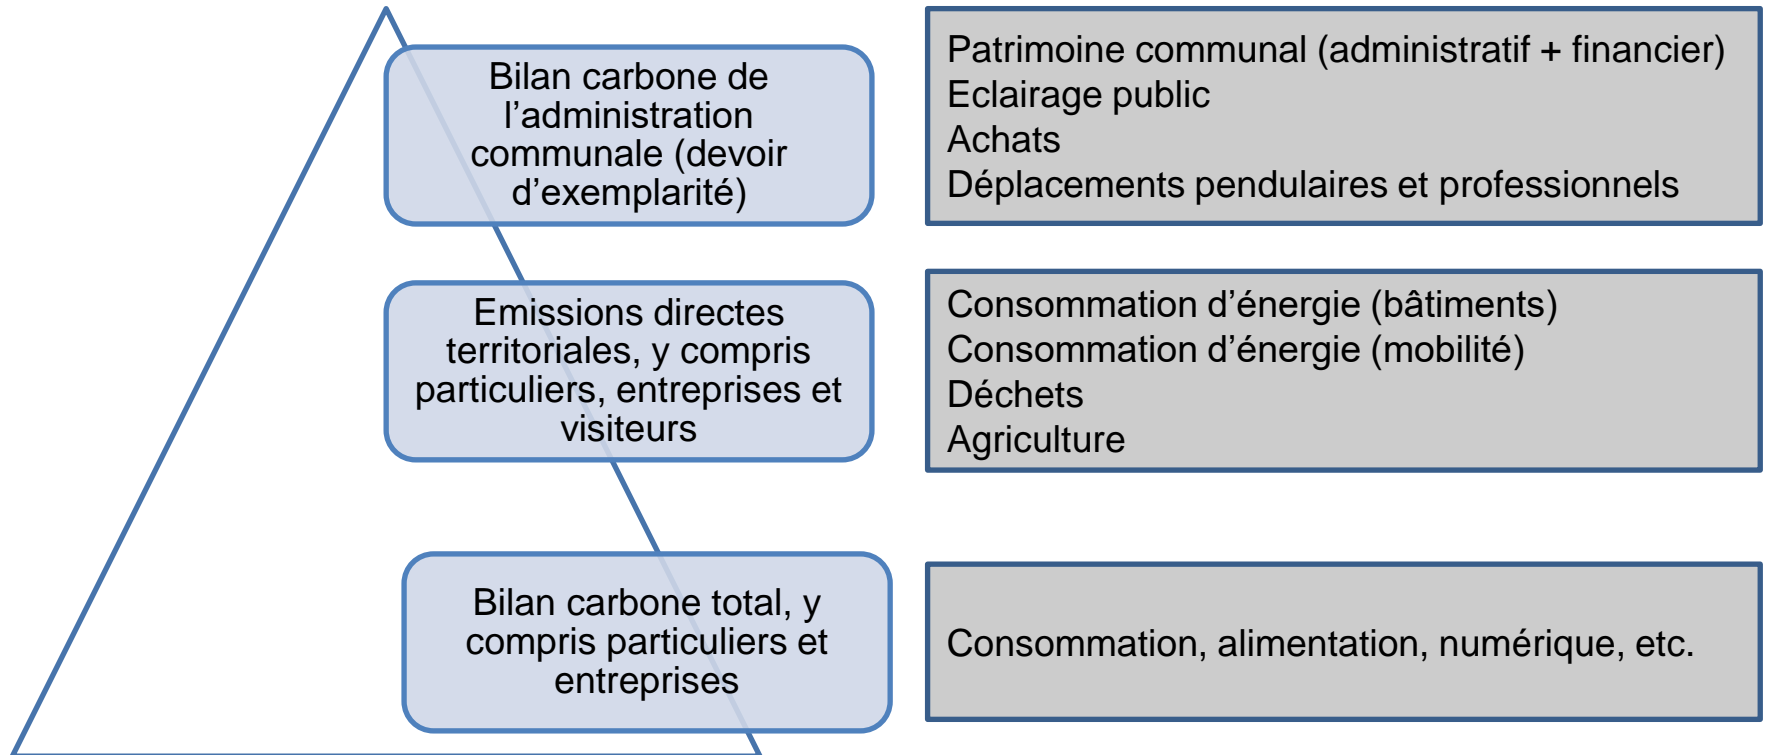 Bilan carbone de
l’administration
communale (devoir
d’exemplarité)
Patrimoine communal (administratif + financier)
Eclairage public
Achats
Déplacements pendulaires et professionnels
Emissions directes
territoriales, y compris
particuliers, entreprises et
visiteurs
Consommation d’énergie (bâtiments)
Consommation d’énergie (mobilité)
Déchets
Agriculture
Bilan carbone total, y
compris particuliers et
entreprises
Consommation, alimentation, numérique, etc.